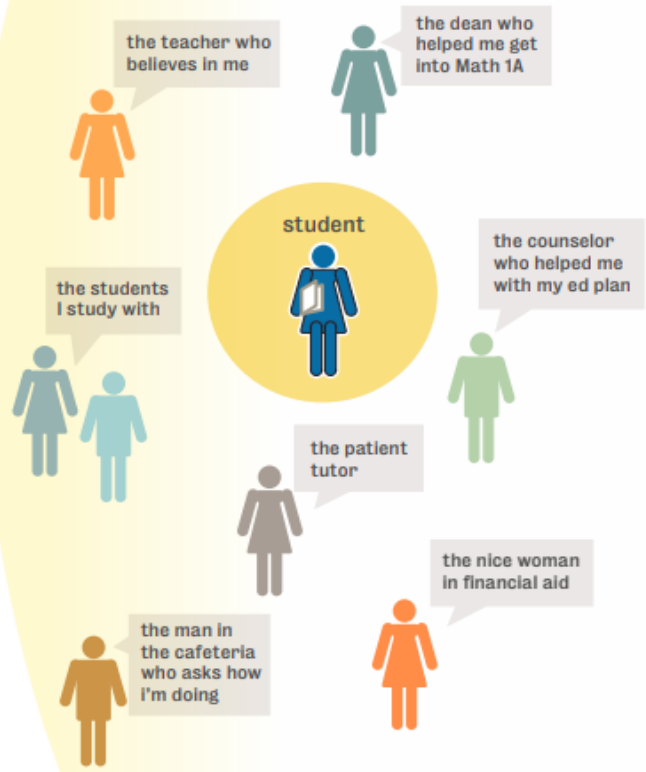 the teacher who
believes in me
the dean who
helped me get
into Math 1A
student
the counselor
who helped me
with my ed plan
the students
I study with
the patient
tutor
the nice woman
in financial aid
the man in
the cafeteria
who asks how
i'm doing